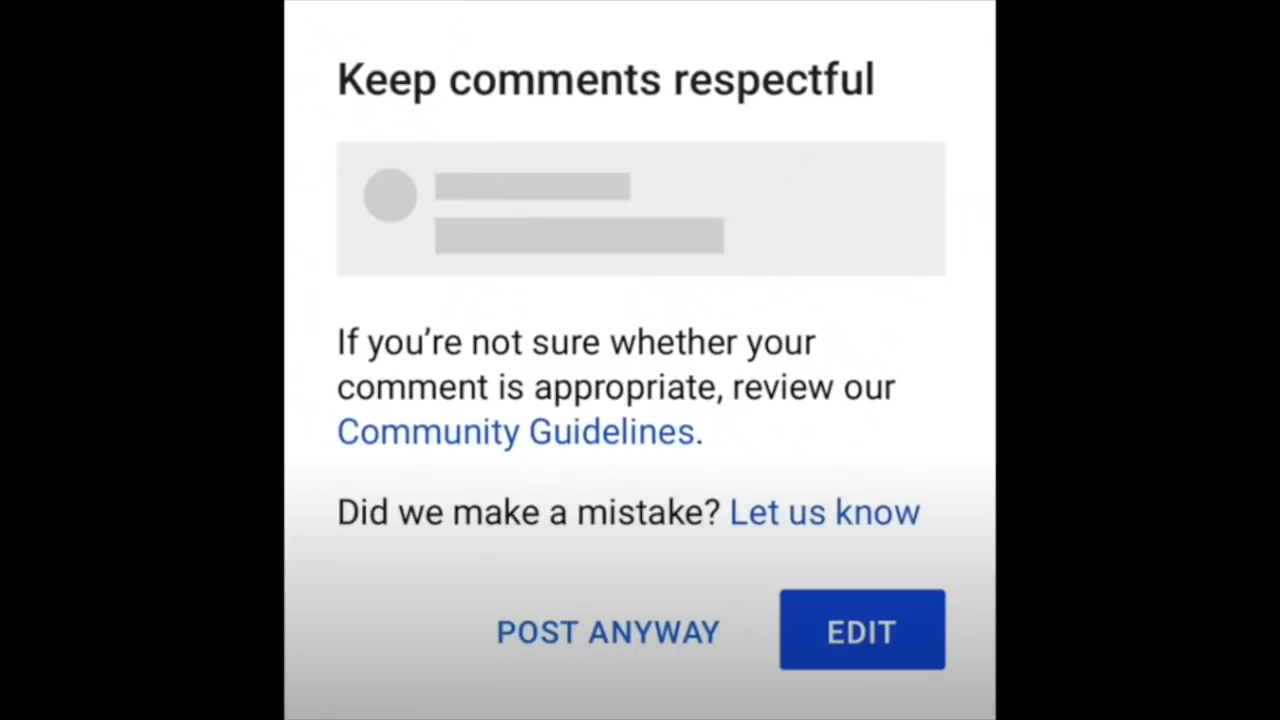 Keep comments respectful
If you’re not sure whether your
comment is appropriate, review our
Community Guidelines.
Did we make a mistake? Let us know
POST ANYWAY
EDIT